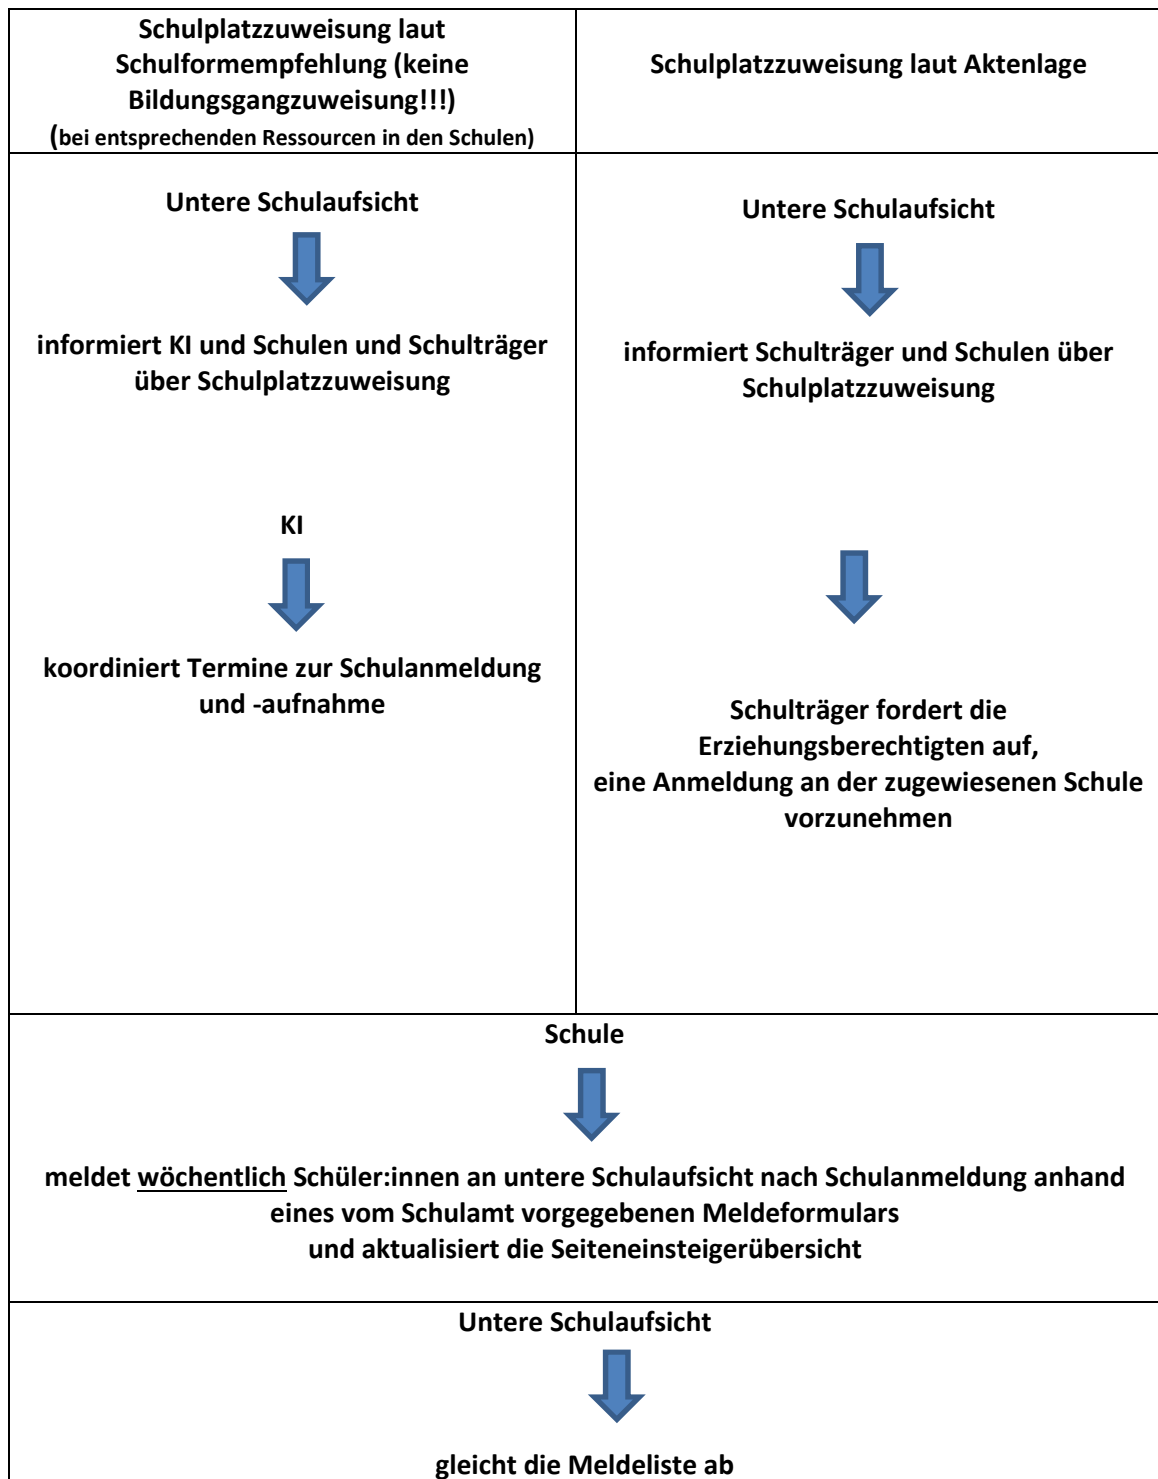 Schulplatzzuweisung laut
Schulformempfehlung (keine
Bildungsgangzuweisung!!!)
(bei entsprechenden Ressourcen in den Schulen)
Schulplatzzuweisung laut Aktenlage
Untere Schulaufsicht
informiert KI und Schulen und Schulträger
über Schulplatzzuweisung
KI
koordiniert Termine zur Schulanmeldung
und -aufnahme
Untere Schulaufsicht
informiert Schulträger und Schulen über
Schulplatzzuweisung
Schulträger fordert die
Erziehungsberechtigten auf,
eine Anmeldung an der zugewiesenen Schule
vorzunehmen
Schule
meldet wöchentlich Schüler:innen an untere Schulaufsicht nach Schulanmeldung anhand
eines vom Schulamt vorgegebenen Meldeformulars
und aktualisiert die Seiteneinsteigerübersicht
Untere Schulaufsicht
gleicht die Meldeliste ab